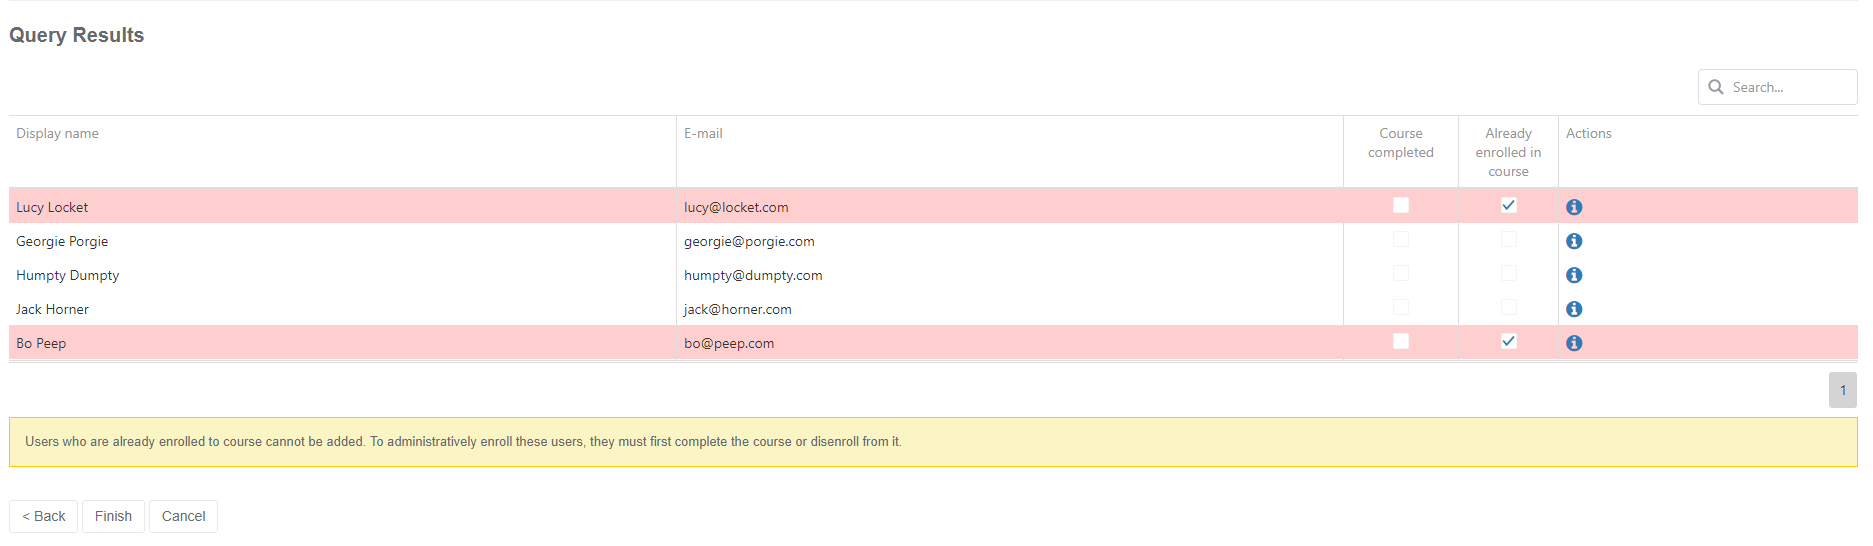 Query Results
Search...
Display name E-mail Course completed Already enrolled in course Actions
Lucy Locket lucy@locket.com
Georgie Porgie georgie@porgie.com
Humpty Dumpty humpty@dumpty.com
Jack Horner jack@horner.com
Bo Peep bo@peep.com
1
Users who are already enrolled to course cannot be added. To administratively enroll these users, they must first complete the course or disenroll from it.
< Back Finish Cancel